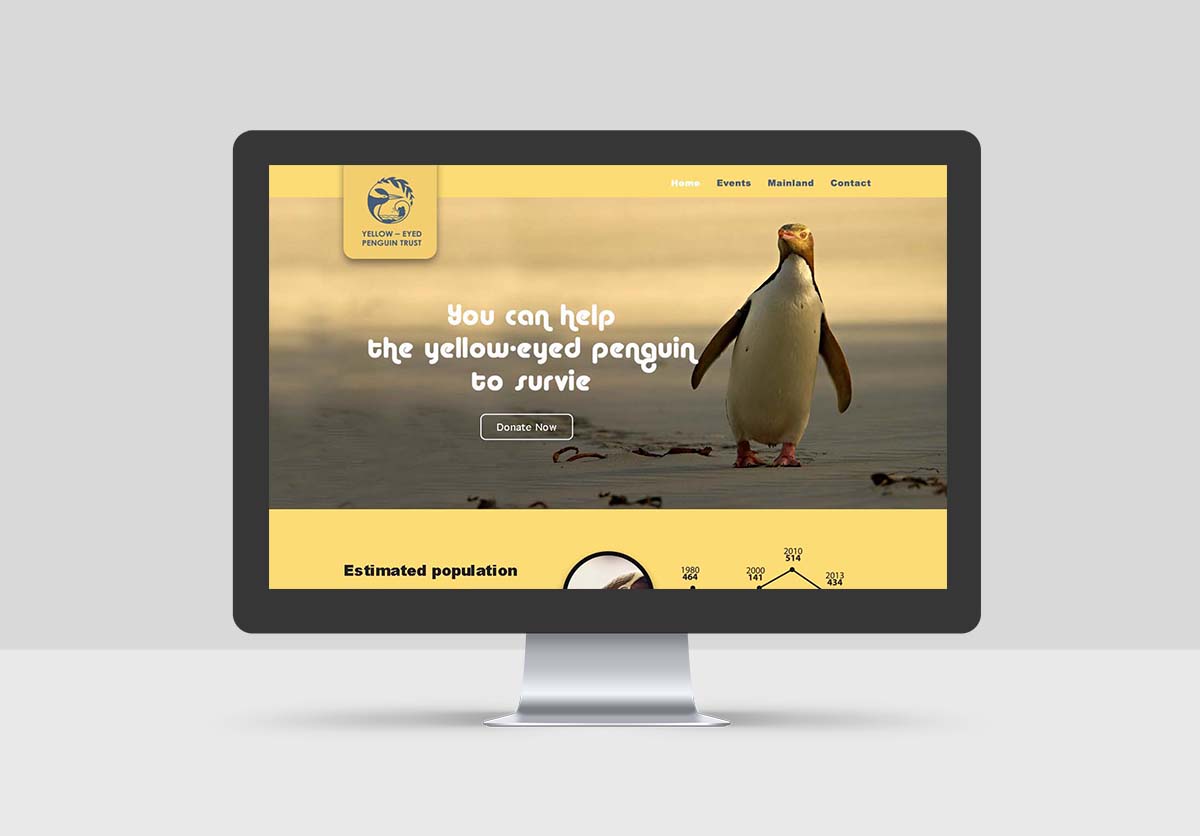 Home Events Mainland Contact
YELLOW – EYED
PENGUIN TRUST
You can help
the yellow-eyed penguin
to survie
Donate Now
Estimated population
1980
464
2000
141
2010
514
2013
434